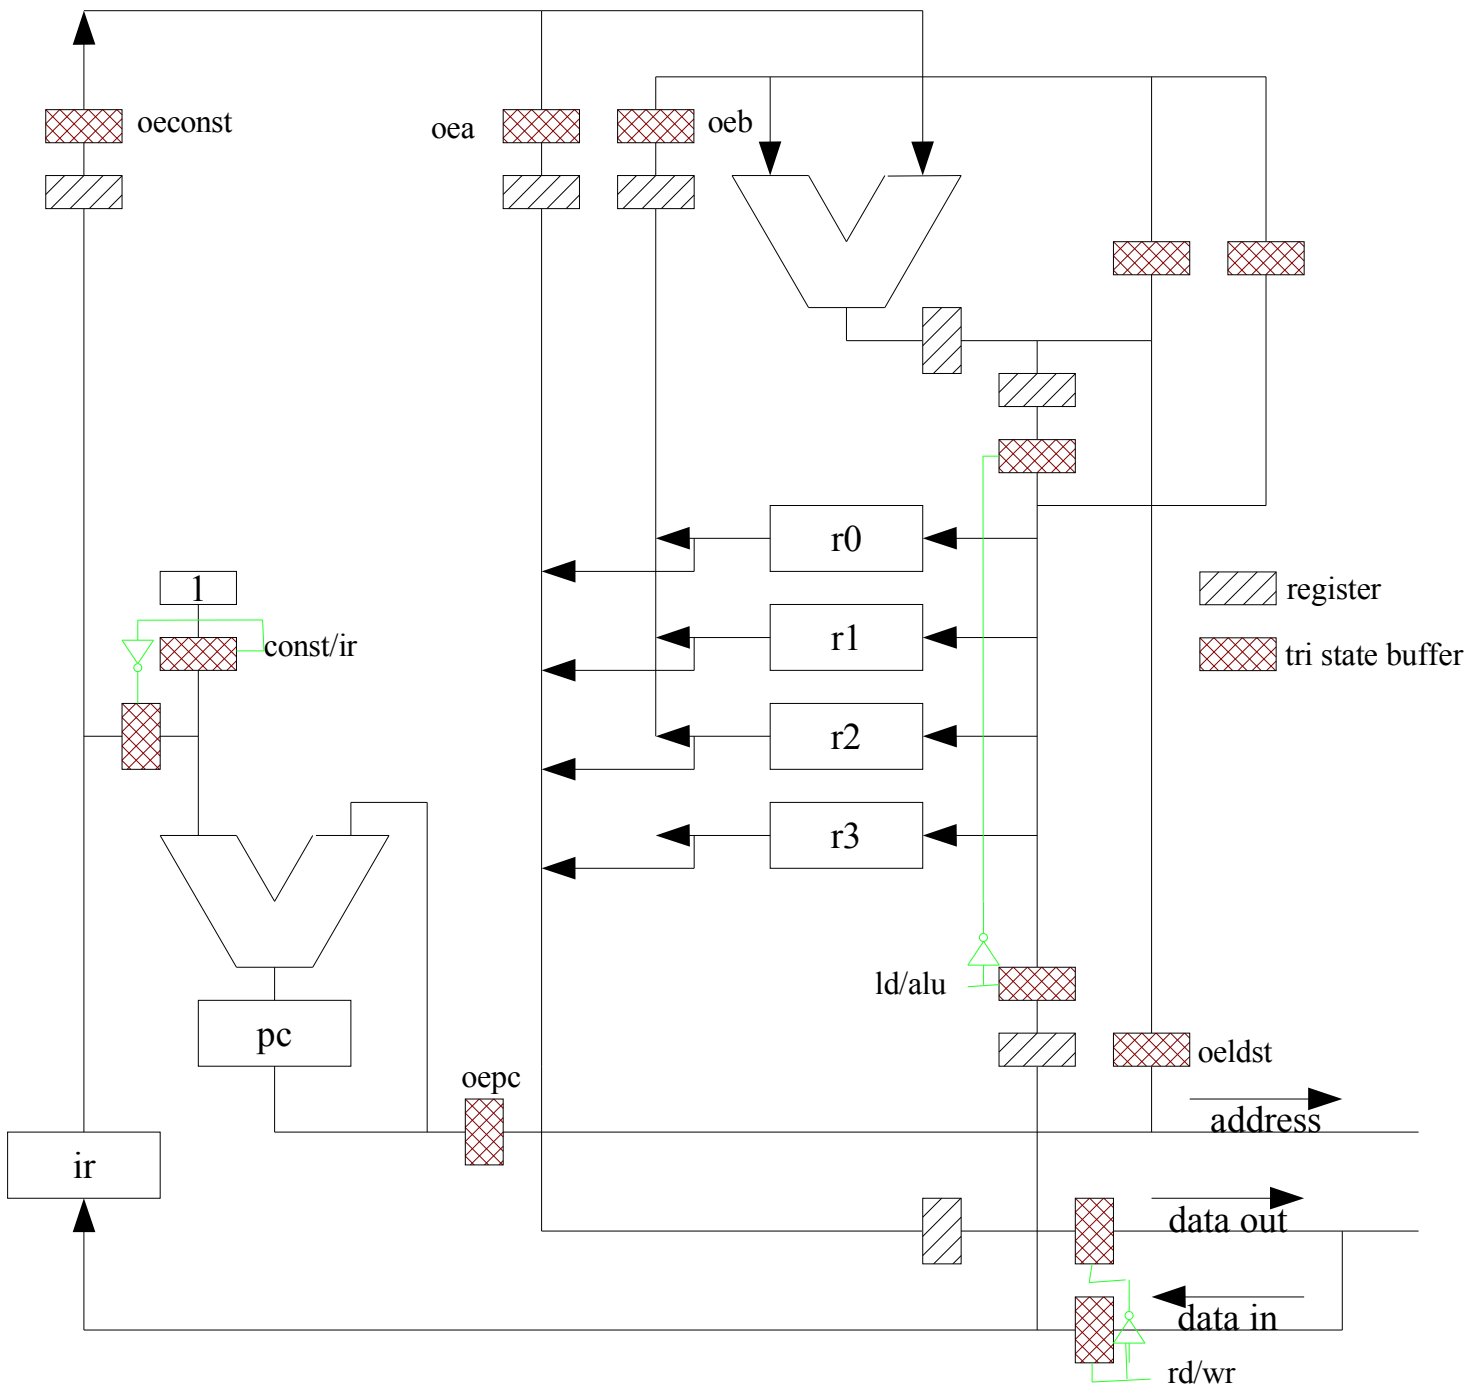 oeconst
oea
oeb
r0
1
register
const/ir
r1
tri state buffer
r2
r3
ld/alu
pc
oeldst
oepc
address
ir
data out
data in
rd/wr